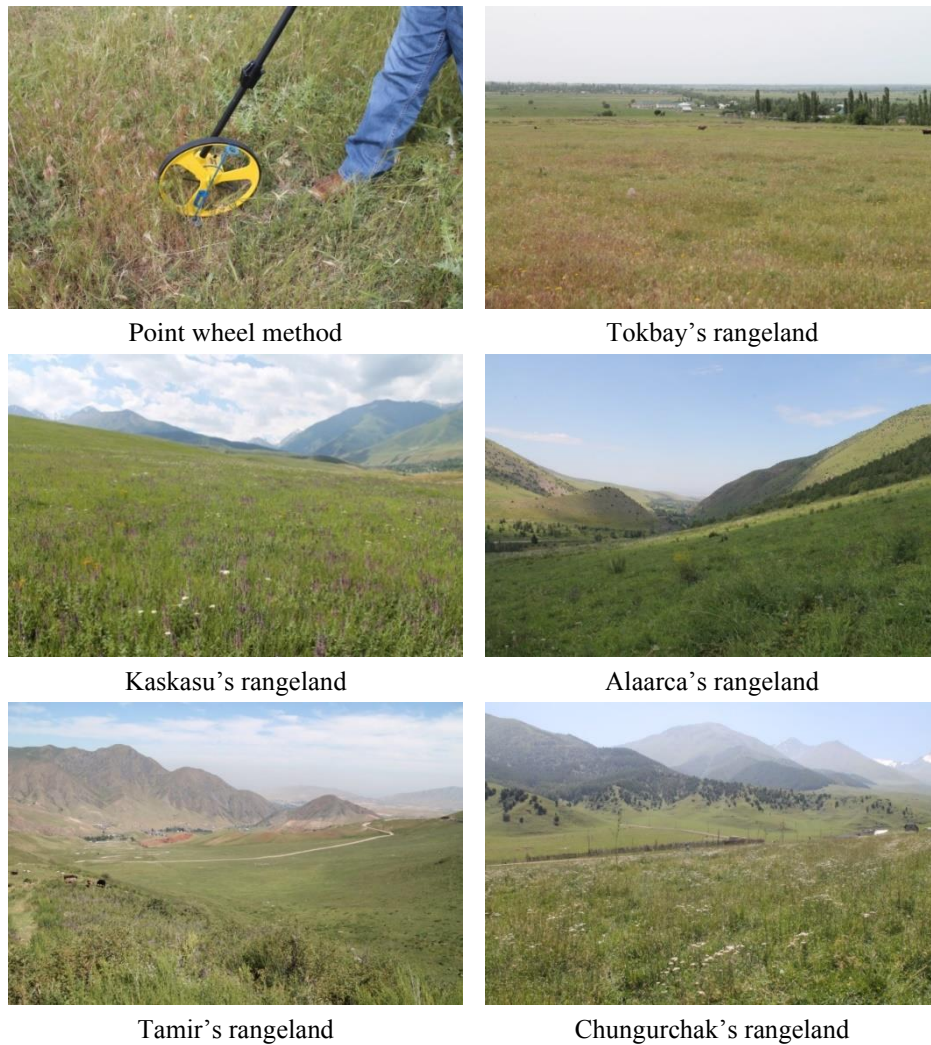 Point wheel method
Tokbay's rangeland
Kaskasu's rangeland
Alaarca's rangeland
Tamir's rangeland
Chungurchak's rangeland